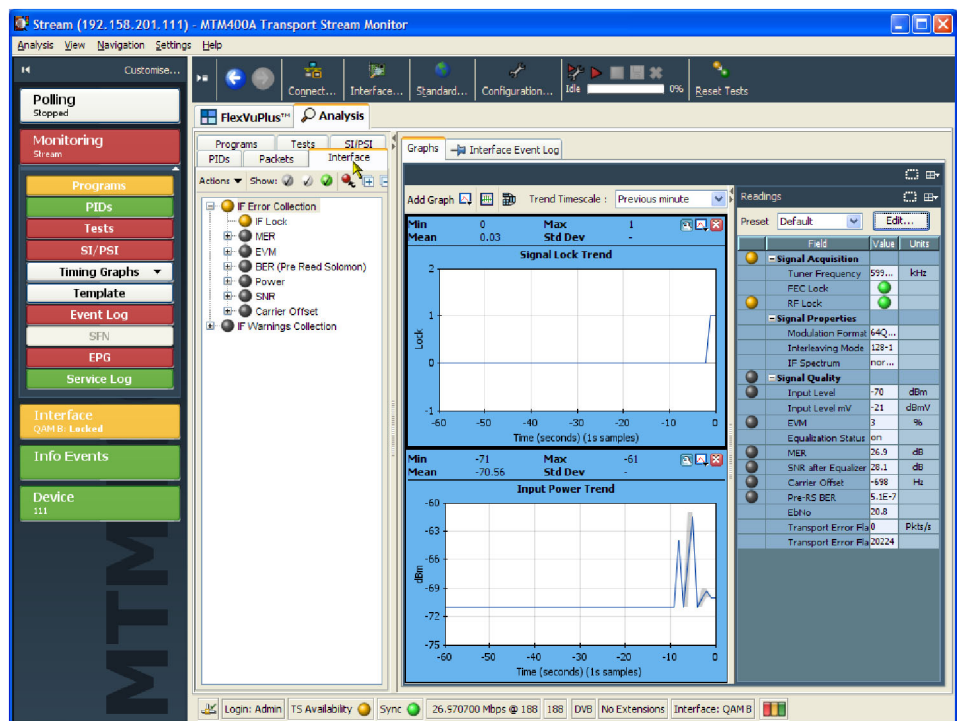 Stream (192.158.201.111) - MTM400A Transport Stream Monitor
Analysis View Navigation Settings Help
Customise...
Polling
Stopped
Monitoring
Stream
Programs
PIDs
Tests
SI/PSI
Timing Graphs
Template
Event Log
SFN
EPG
Service Log
Interface
QAM B: Locked
Info Events
Device
111
MTM
Connect...
Interface...
Standard...
Configuration...
Idle
0%
Reset Tests
FlexVuPlus™
Analysis
Programs Tests SI/PSI
PIDs Packets Interface
Actions Show:
IF Error Collection
IF Lock
MER
EVM
BER (Pre Reed Solomon)
Power
SNR
Carrier Offset
IF Warnings Collection
Graphs
Interface Event Log
Add Graph
Trend Timescale : Previous minute
Min 0 Max 1
Mean 0.03 Std Dev -
Signal Lock Trend
Lock
2
1
0
-1
-60 -50 -40 -30 -20 -10 0
Time (seconds) (1s samples)
Min -71 Max -61
Mean -70.56 Std Dev -
Input Power Trend
dBm
-60
-63
-66
-69
-72
-75
-60 -50 -40 -30 -20 -10 0
Time (seconds) (1s samples)
Readings
Preset Default Edit...
Field Value Units
Signal Acquisition
Tuner Frequency 599... kHz
FEC Lock
RF Lock
Signal Properties
Modulation Format 64Q...
Interleaving Mode 128-1
IF Spectrum nor...
Signal Quality
Input Level -70 dBm
Input Level mV -21 dBmV
EVM 3 %
Equalization Status on
MER 26.9 dB
SNR after Equalizer 28.1 dB
Carrier Offset -698 Hz
Pre-RS BER 5.1E-7
EbNo 20.8
Transport Error Fla 0 Pkts/s
Transport Error Fla 20224
Login: Admin TS Availability Sync 26.970700 Mbps @ 188 188 DVB No Extensions Interface: QAM B